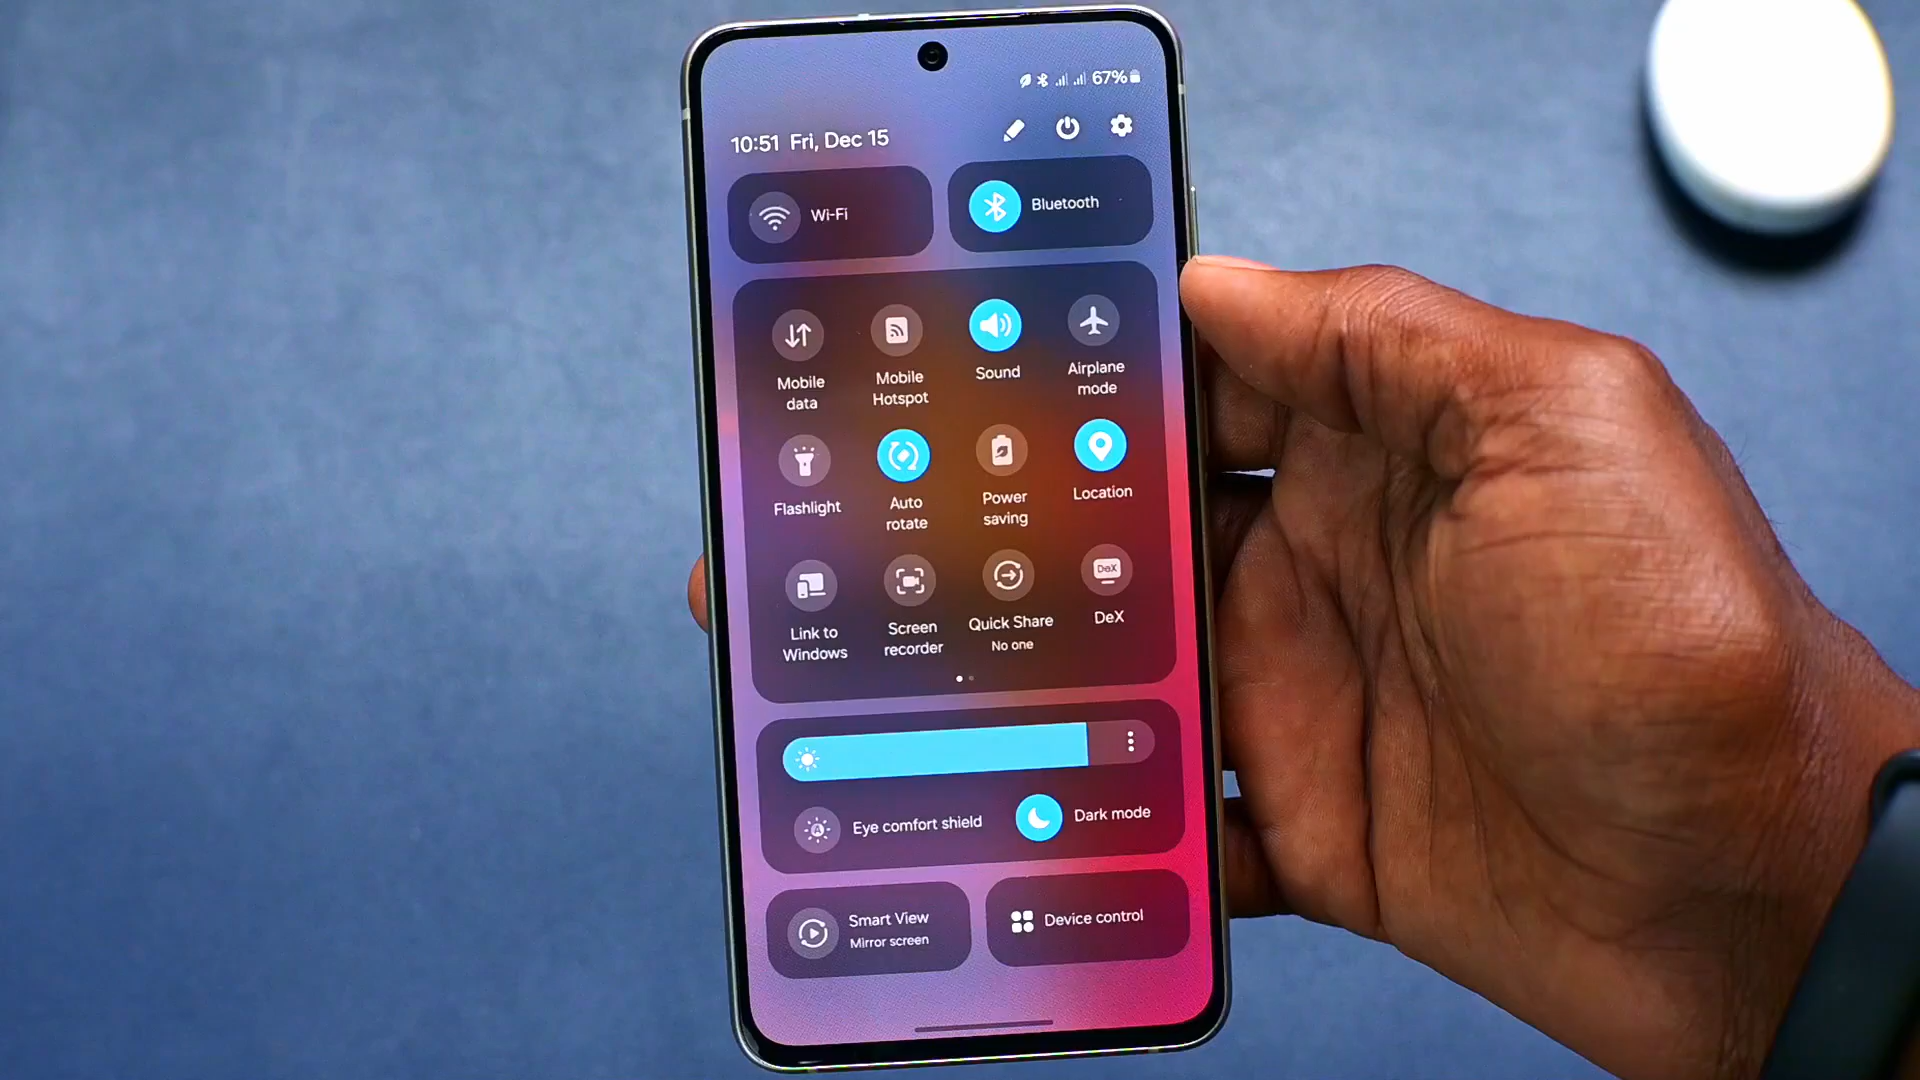 67%
10:51 Fri, Dec 15
Wi-Fi
Bluetooth
Mobile
data
Mobile
Hotspot
Sound
Airplane
mode
Flashlight
Auto
rotate
Power
saving
Location
Link to
Windows
Screen
recorder
Quick Share
No one
DeX
DeX
A
Eye comfort shield
Dark mode
Smart View
Mirror screen
Device control